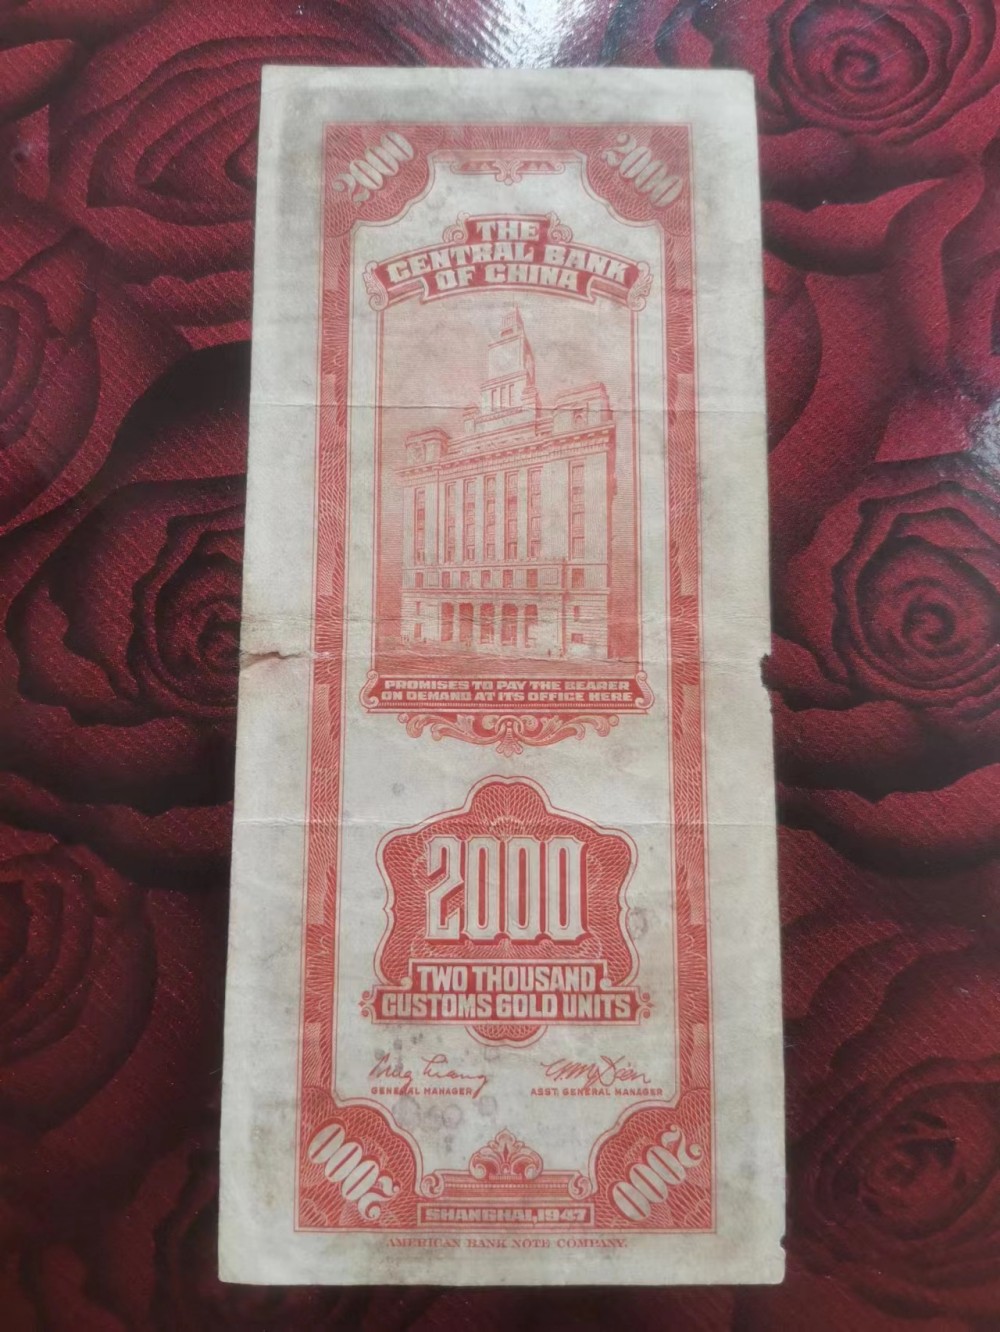 2000 2000
THE
CENTRAL BANK
OF CHINA
PROMISES TO PAY THE BEARER
ON DEMAND AT ITS OFFICE HERE
2000
TWO THOUSAND
CUSTOMS GOLD UNITS
GENERAL MANAGER ASST. GENERAL MANAGER
2000 2000
SHANGHAI, 1947
AMERICAN BANK NOTE COMPANY.